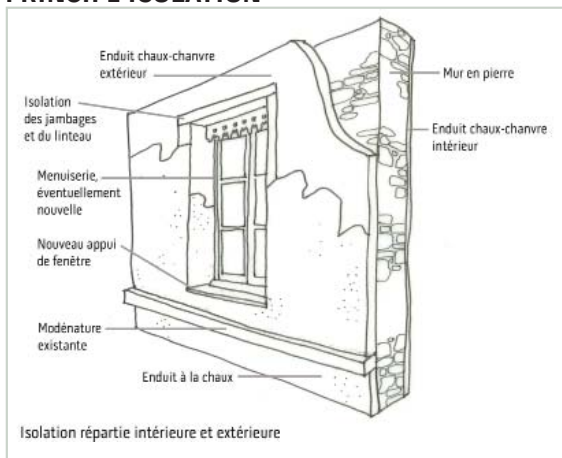 Enduit chaux-chanvre
extérieur
Mur en pierre
Isolation
des jambages
et du linteau
Enduit chaux-chanvre
intérieur
Menuiserie,
éventuellement
nouvelle
Nouveau appui
de fenêtre
Modénature
existante
Enduit à la chaux
Isolation répartie intérieure et extérieure